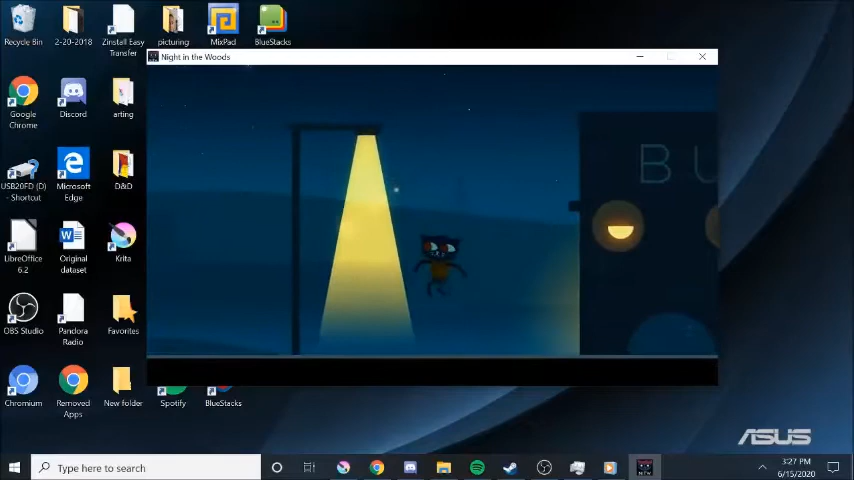 Recycle Bin
2-20-2018
Zinstall Easy
Transfer
picturing
MixPad
BlueStacks
Night in the Woods
Google
Chrome
Discord
arting
BU
USB20FD (D)
- Shortcut
Microsoft
Edge
D&D
LibreOffice
6.2
Original
dataset
Krita
OBS Studio
Pandora
Radio
Favorites
Chromium
Removed
Apps
New folder
Spotify
BlueStacks
ASUS
Type here to search
NITW
3:27 PM
6/15/2020